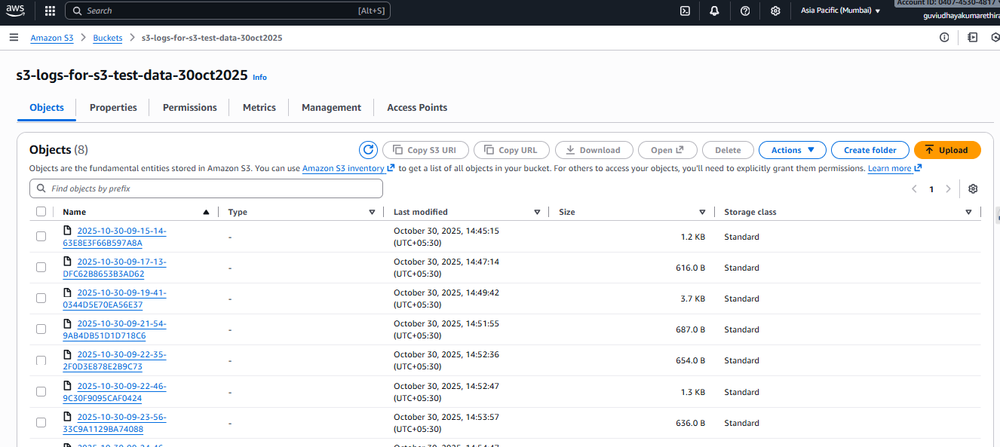 aws
Search [Alt+S]
Asia Pacific (Mumbai)
Account ID: 0407-4530-4817
guviudhayakumarethira
Amazon S3 > Buckets > s3-logs-for-s3-test-data-30oct2025
s3-logs-for-s3-test-data-30oct2025 Info
Objects Properties Permissions Metrics Management Access Points
Objects (8)
Copy S3 URI Copy URL Download Open Delete Actions Create folder Upload
Objects are the fundamental entities stored in Amazon S3. You can use Amazon S3 inventory to get a list of all objects in your bucket. For others to access your objects, you'll need to explicitly grant them permissions. Learn more
Find objects by prefix
1
Name Type Last modified Size Storage class
2025-10-30-09-15-14-
63E8E3F66B597A8A
-
October 30, 2025, 14:45:15
(UTC+05:30)
1.2 KB
Standard
2025-10-30-09-17-13-
DFC62B8653B3AD62
-
October 30, 2025, 14:47:14
(UTC+05:30)
616.0 B
Standard
2025-10-30-09-19-41-
0344D5E70EA56E37
-
October 30, 2025, 14:49:42
(UTC+05:30)
3.7 KB
Standard
2025-10-30-09-21-54-
9AB4DB51D1D718C6
-
October 30, 2025, 14:51:55
(UTC+05:30)
687.0 B
Standard
2025-10-30-09-22-35-
2F0D3E878E2B9C73
-
October 30, 2025, 14:52:36
(UTC+05:30)
654.0 B
Standard
2025-10-30-09-22-46-
9C30F9095CAF0424
-
October 30, 2025, 14:52:47
(UTC+05:30)
1.3 KB
Standard
2025-10-30-09-23-56-
33C9A1129BA74088
-
October 30, 2025, 14:53:57
(UTC+05:30)
636.0 B
Standard